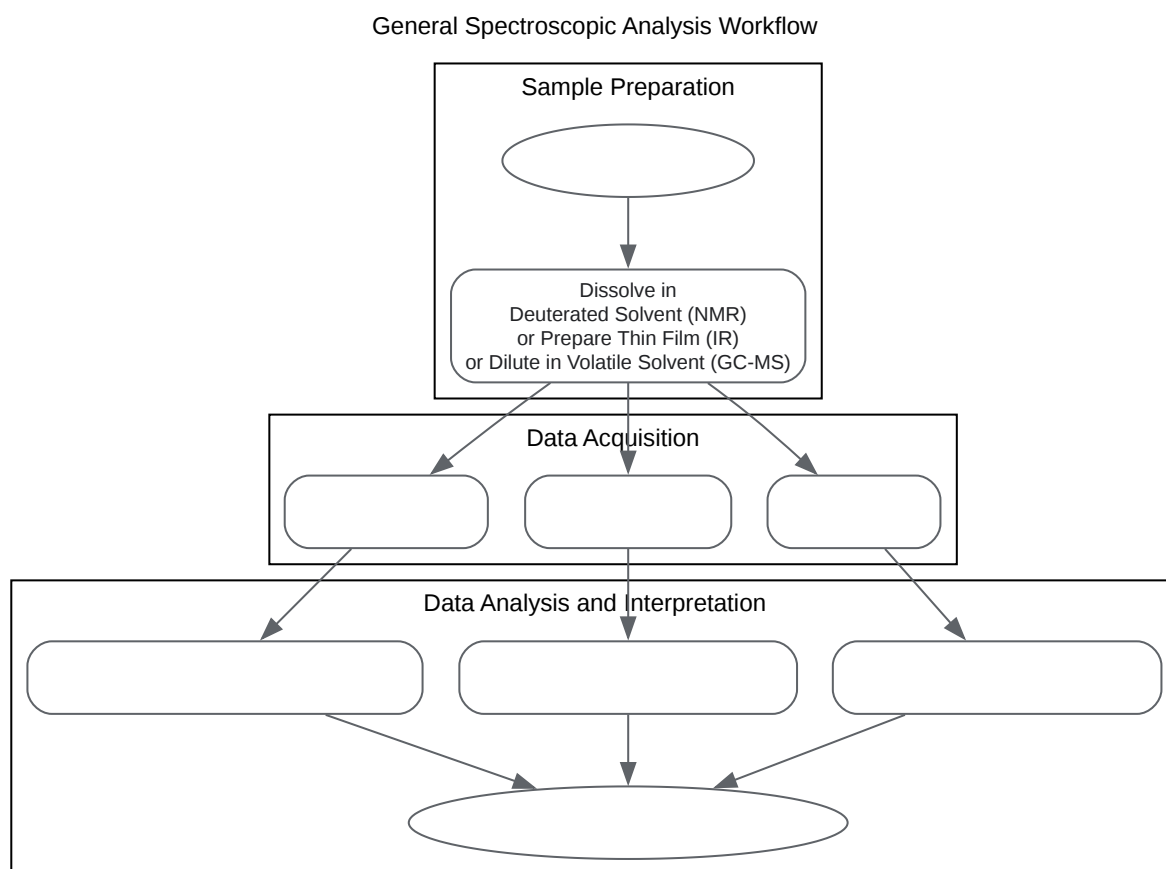 General Spectroscopic Analysis Workflow
Sample Preparation
Dissolve in
Deuterated Solvent (NMR)
or Prepare Thin Film (IR)
or Dilute in Volatile Solvent (GC-MS)
Data Acquisition
Data Analysis and Interpretation